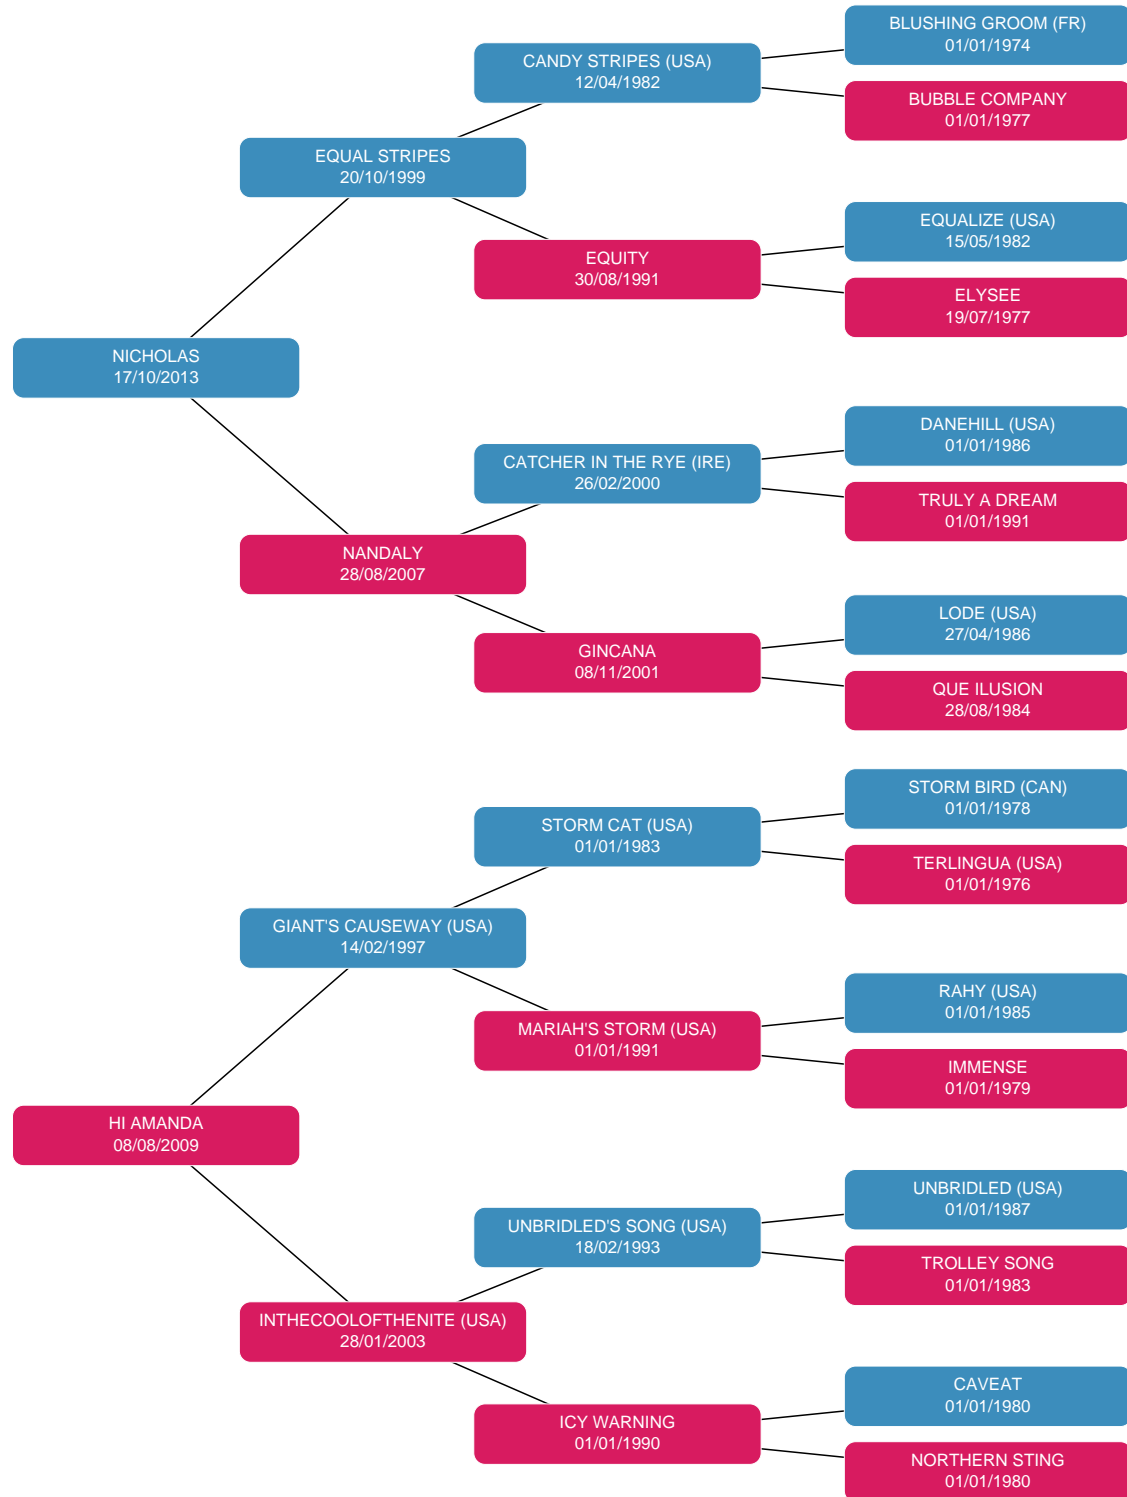 BLUSHING GROOM (FR)
01/01/1974
CANDY STRIPES (USA)
12/04/1982
BUBBLE COMPANY
01/01/1977
EQUAL STRIPES
20/10/1999
EQUALIZE (USA)
15/05/1982
EQUITY
30/08/1991
ELYSEE
19/07/1977
NICHOLAS
17/10/2013
DANEHILL (USA)
01/01/1986
CATCHER IN THE RYE (IRE)
26/02/2000
TRULY A DREAM
01/01/1991
NANDALY
28/08/2007
LODE (USA)
27/04/1986
GINCANA
08/11/2001
QUE ILUSION
28/08/1984
STORM BIRD (CAN)
01/01/1978
STORM CAT (USA)
01/01/1983
TERLINGUA (USA)
01/01/1976
GIANT'S CAUSEWAY (USA)
14/02/1997
RAHY (USA)
01/01/1985
MARIAH'S STORM (USA)
01/01/1991
IMMENSE
01/01/1979
HI AMANDA
08/08/2009
UNBRIDLED (USA)
01/01/1987
UNBRIDLED'S SONG (USA)
18/02/1993
TROLLEY SONG
01/01/1983
INTHECOOLOFTHENITE (USA)
28/01/2003
CAVEAT
01/01/1980
ICY WARNING
01/01/1990
NORTHERN STING
01/01/1980